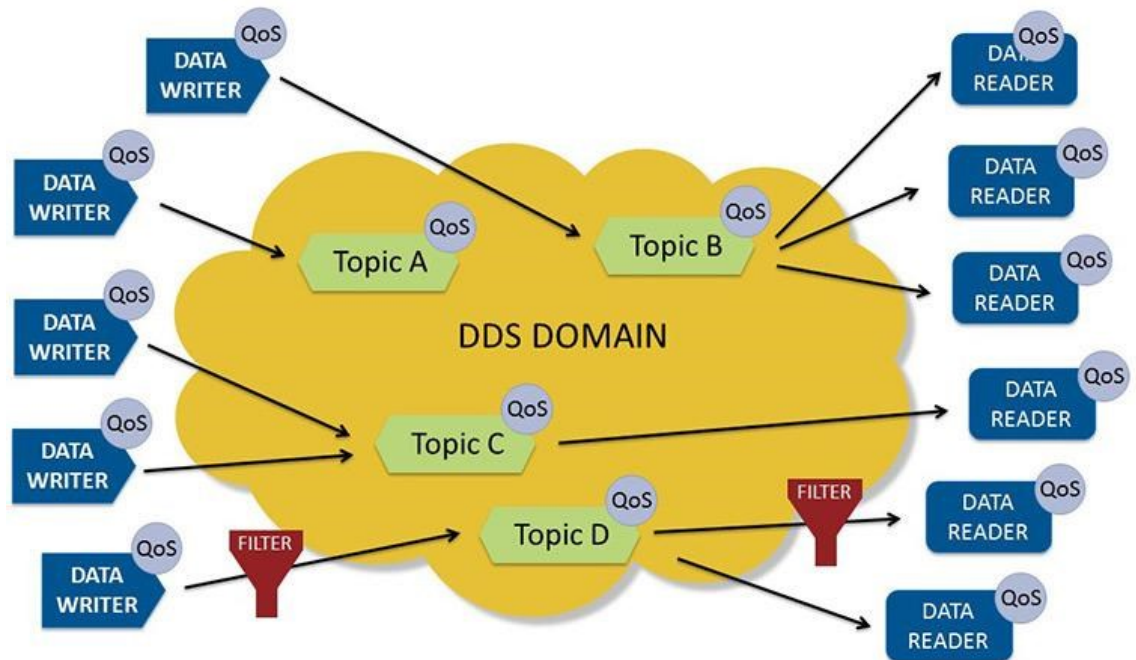 QoS
DATA
WRITER
QoS
DATA
READER
QoS
DATA
WRITER
QoS
DATA
READER
QoS
Topic A
QoS
Topic B
QoS
DATA
READER
QoS
DATA
WRITER
DDS DOMAIN
QoS
DATA
READER
QoS
DATA
WRITER
QoS
Topic C
QoS
DATA
READER
FILTER
QoS
Topic D
QoS
DATA
WRITER
FILTER
QoS
DATA
READER